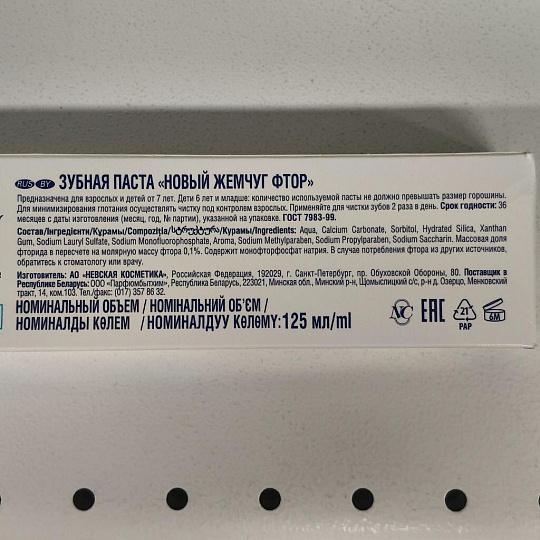 RUS BY ЗУБНАЯ ПАСТА «НОВЫЙ ЖЕМЧУГ ФТОР»
Предназначена для взрослых и детей от 7 лет. Дети 6 лет и младше: количество используемой пасты не должно превышать размер горошины.
Для минимизирования глотания осуществлять чистку под контролем взрослых. Применяйте для чистки зубов 2 раза в день. Срок годности: 36
месяцев с даты изготовления (месяц, год, № партии), указанной на упаковке. ГОСТ 7983-99.
Состав/Інгредієнти/Құрамы/Compoziția/სტრუქტურა/Курамы/Ingredients: Aqua, Calcium Carbonate, Sorbitol, Hydrated Silica, Xanthan
Gum, Sodium Lauryl Sulfate, Sodium Monofluorophosphate, Aroma, Sodium Methylparaben, Sodium Propylparaben, Sodium Saccharin. Массовая доля
фторида в пересчете на молярную массу фтора 0,1%. Содержит монофторфосфат натрия. В случае потребления фтора из других источников,
обратитесь к стоматологу или врачу.
Изготовитель: АО «НЕВСКАЯ КОСМЕТИКА», Российская Федерация, 192029, г. Санкт-Петербург, пр. Обуховской Обороны, 80. Поставщик в
Республике Беларусь: ООО «Парфюмбытхим», Республика Беларусь, 223021, Минская обл., Минский р-н, Щомыслицкий с/с, р-н д. Озерцо, Менковский
тракт, 14, ком.103. Тел./факс: (017) 357 86 32.
НОМИНАЛЬНЫЙ ОБЪЕМ / НОМІНАЛЬНИЙ ОБ'ЄМ /
НОМИНАЛДЫ КӨЛЕМ / НОМИНАЛДУУ КӨЛӨМҮ: 125 мл/ml
НС EAC 21 PAP 6M